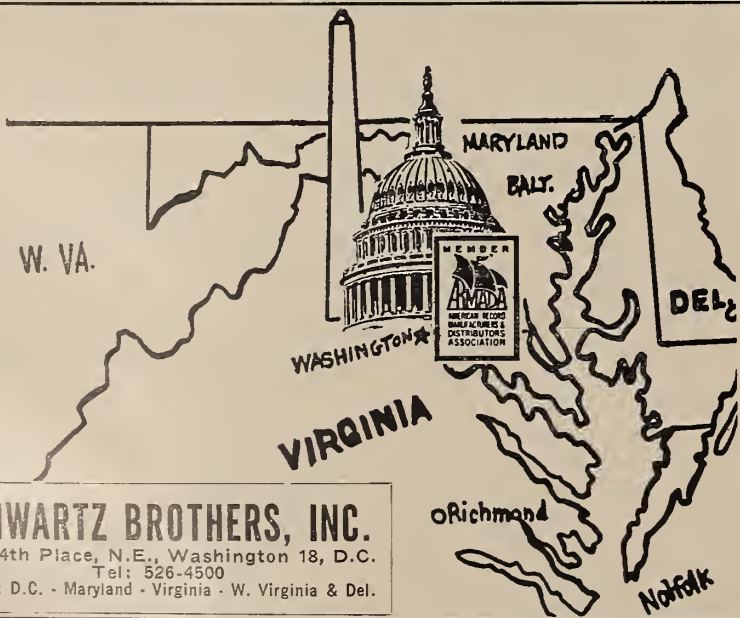 MARYLAND
BALT.
W. VA.
MEMBER
ARMADA
AMERICAN RECORD
MANUFACTURERS &
DISTRIBUTORS
ASSOCIATION
DEL.
WASHINGTON
VIRGINIA
Richmond
Norfolk
WARTZ BROTHERS, INC.
4th Place, N.E., Washington 18, D.C.
Tel: 526-4500
D.C. - Maryland - Virginia - W. Virginia & Del.